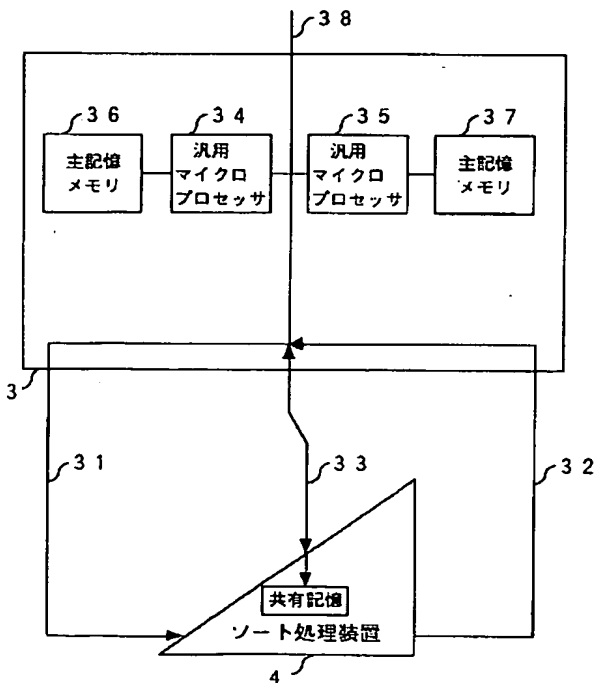 38
36
34
35
37
主記憶
メモリ
汎用
マイクロ
プロセッサ
汎用
マイクロ
プロセッサ
主記憶
メモリ
3
31
33
32
共有記憶
ソート処理装置
4